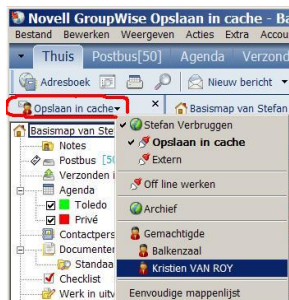 Novell GroupWise Opslaan in cache - Ba
Bestand Bewerken Weergeven Acties Extra Accou
Thuis Postbus[50] Agenda Verzond
Adresboek Nieuw bericht
Opslaan in cache Basismap van Stefan
Basismap van Ste
Notes
Postbus [50
Verzonden i
Agenda
Toledo
Privé
Contactpers
Documenten
Standaa
Checklist
Werk in uitv
Stefan Verbruggen
Opslaan in cache
Extern
Off line werken
Archief
Gemachtigde
Balkenzaal
Kristien VAN ROY
Eenvoudige mappenlijst